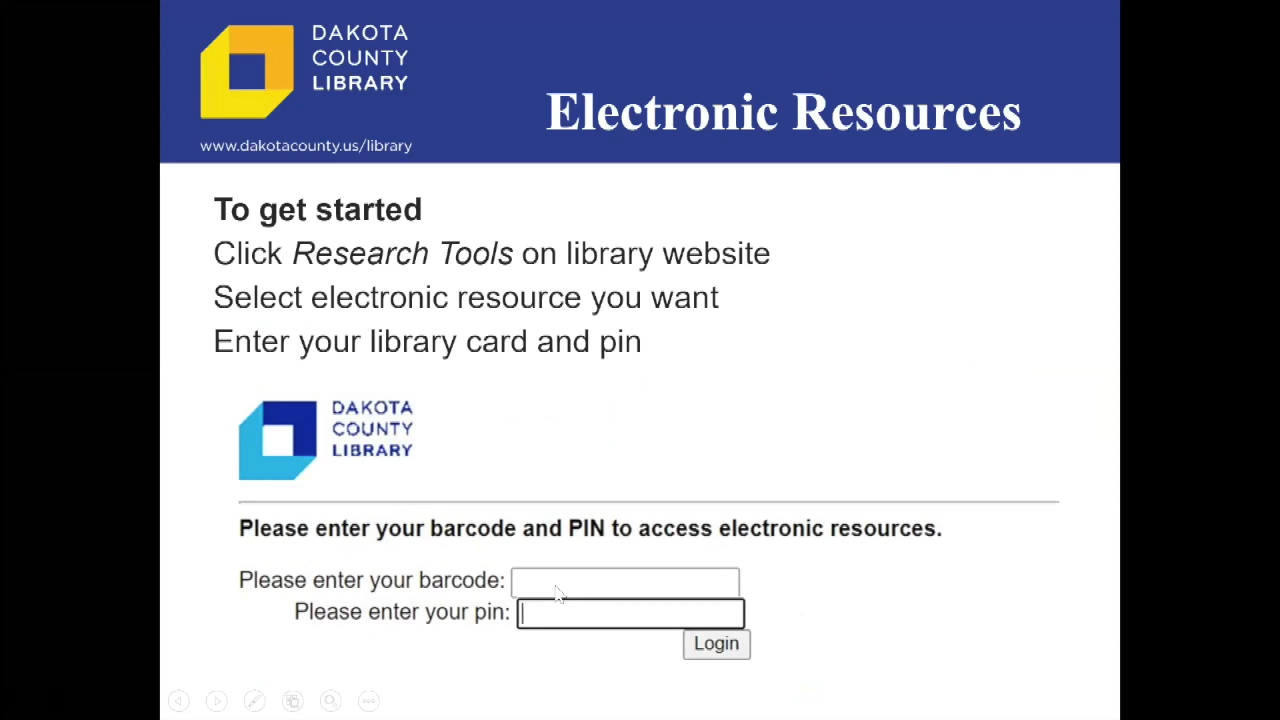 DAKOTA
COUNTY
LIBRARY
www.dakotacounty.us/library
Electronic Resources
To get started
Click Research Tools on library website
Select electronic resource you want
Enter your library card and pin
DAKOTA
COUNTY
LIBRARY
Please enter your barcode and PIN to access electronic resources.
Please enter your barcode:
Please enter your pin:
Login